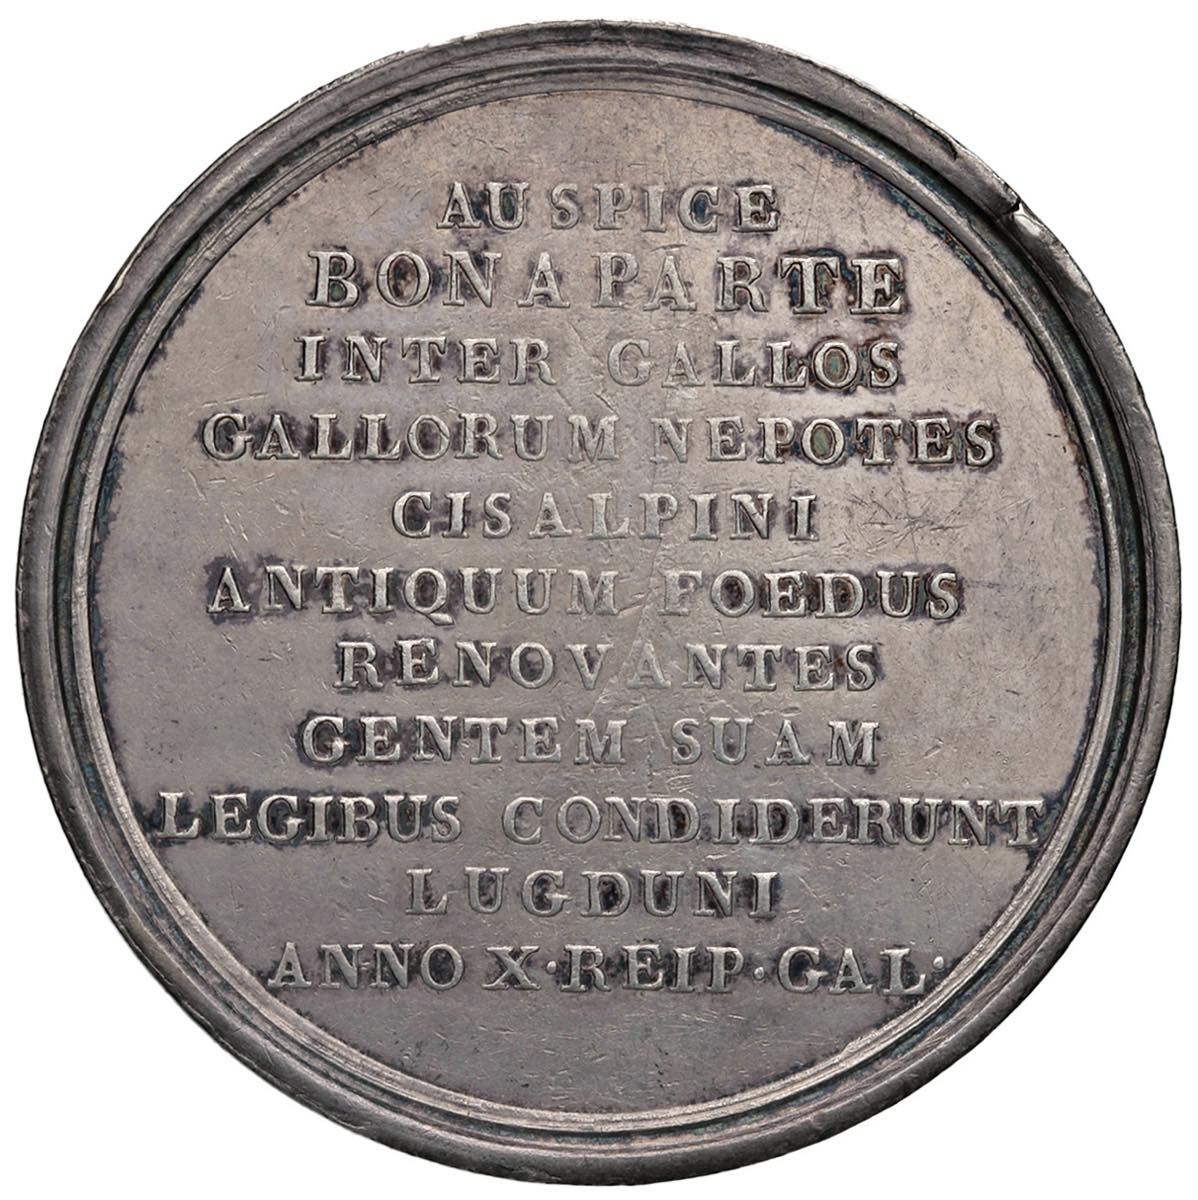 AUSPICE
BONAPARTE
INTER GALLOS
GALLORUM NEPOTES
CISALPINI
ANTIQUUM FOEDUS
RENOVANTES
GENTEM SUAM
LEGIBUS CONDIDERUNT
LUGDUNI
ANNO X·REIP·GAL·